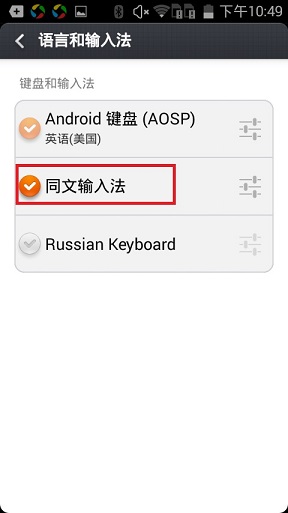 下午10:49
语言和输入法
键盘和输入法
Android 键盘 (AOSP)
英语(美国)
同文输入法
Russian Keyboard